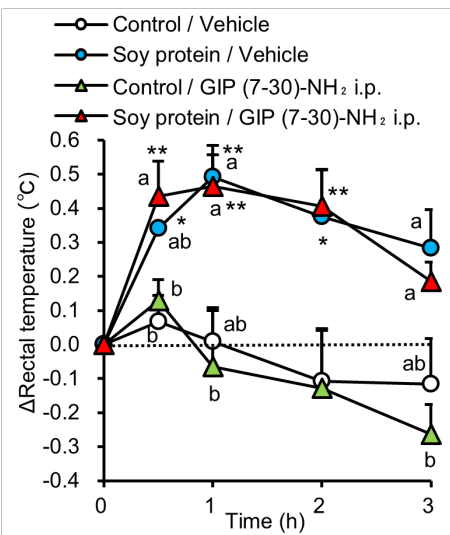 Control / Vehicle
Soy protein / Vehicle
Control / GIP (7-30)-NH₂ i.p.
Soy protein / GIP (7-30)-NH₂ i.p.
ΔRectal temperature (℃)
0.6
0.5
0.4
0.3
0.2
0.1
0.0
-0.1
-0.2
-0.3
-0.4
**
a
*
ab
b
b
**
a
a **
ab
b
**
*
a
a
ab
b
0
1
2
3
Time (h)